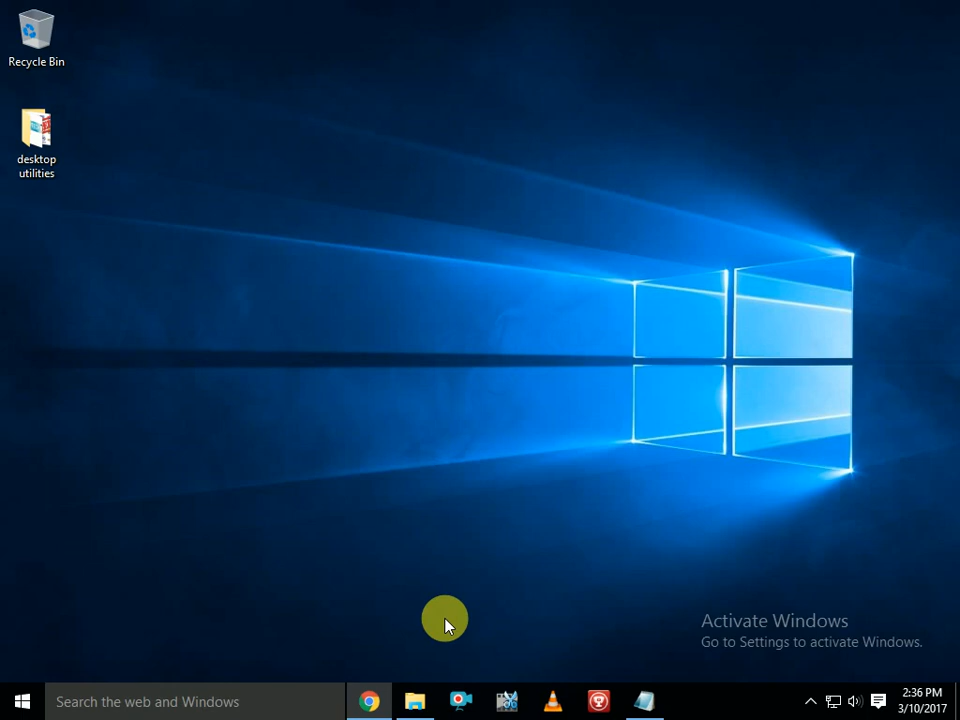 Recycle Bin
desktop
utilities
Activate Windows
Go to Settings to activate Windows.
Search the web and Windows
2:36 PM
3/10/2017